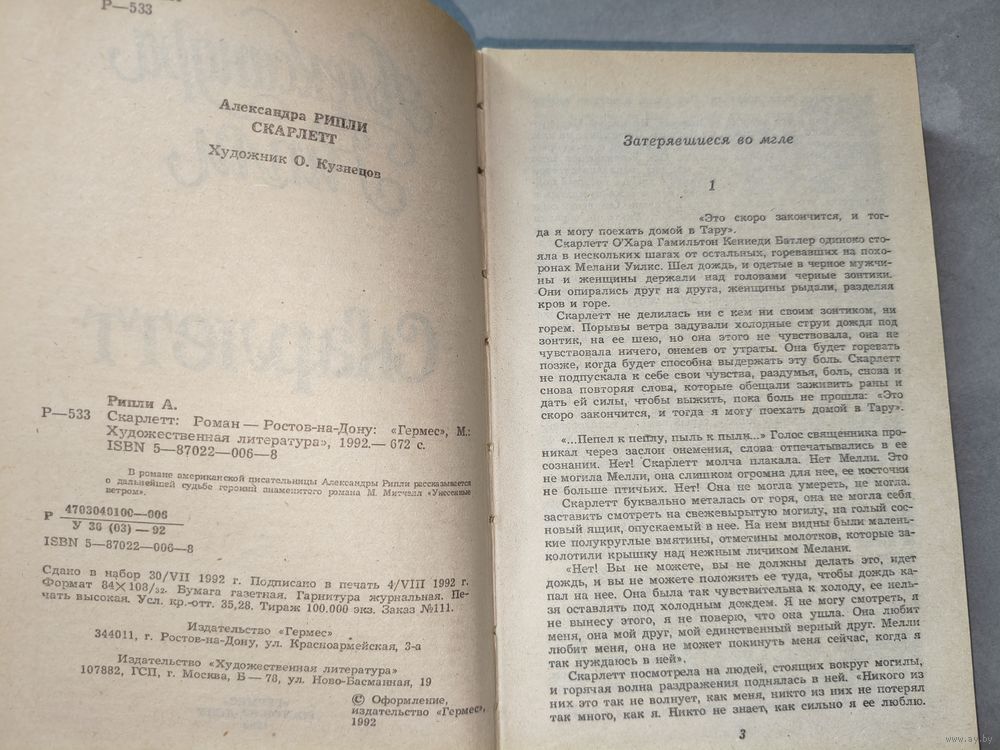 Р—533
Александра РИПЛИ
СКАРЛЕТТ
Художник О. Кузнецов
Рипли А.
Р—533 Скарлетт: Роман — Ростов-на-Дону: «Гермес», М.:
Художественная литература», 1992.— 672 с.
ISBN 5—87022—006—8
В романе американской писательницы Александры Рипли рассказывается
о дальнейшей судьбе героини знаменитого романа М. Митчелл «Унесенные
ветром».
Р 4703040100—006
У 36 (03)—92
ISBN 5—87022—006—8
Сдано в набор 30/VII 1992 г. Подписано в печать 4/VIII 1992 г.
Формат 84×108/32. Бумага газетная. Гарнитура журнальная. Пе-
чать высокая. Усл. кр.-отт. 35,28. Тираж 100.000 экз. Заказ №111.
Издательство «Гермес»
344011, г. Ростов-на-Дону, ул. Красноармейская, 3-а
Издательство «Художественная литература»
107882, ГСП, г. Москва, Б—78, ул. Ново-Басманная, 19
© Оформление,
издательство «Гермес»,
1992
Затерявшиеся во мгле
1
«Это скоро закончится, и тог-
да я могу поехать домой в Тару».
Скарлетт О'Хара Гамильтон Кеннеди Батлер одиноко сто-
яла в нескольких шагах от остальных, горевавших на похо-
ронах Мелани Уилкс. Шел дождь, и одетые в черное мужчи-
ны и женщины держали над головами черные зонтики.
Они опирались друг на друга, женщины рыдали, разделяя
кров и горе.
Скарлетт не делилась ни с кем ни своим зонтиком, ни
горем. Порывы ветра задували холодные струи дождя под
зонтик, на ее шею, но она этого не чувствовала, она не
чувствовала ничего, онемев от утраты. Она будет горевать
позже, когда будет способна выдержать эту боль. Скарлетт
не подпускала к себе свои чувства, раздумья, боль, снова и
снова повторяя слова, которые обещали заживить раны и
дать ей силы, чтобы выжить, пока боль не прошла: «Это
скоро закончится, и тогда я могу поехать домой в Тару».
«...Пепел к пеплу, пыль к пыля...» Голос священника про-
никал через заслон онемения, слова отпечатывались в ее
сознании. Нет! Скарлетт молча плакала. Нет Мелли. Это
не могила Мелли, она слишком огромна для нее, ее косточки
не больше птичьих. Нет! Она не могла умереть, не могла.
Скарлетт буквально металась от горя, она не могла себя
заставить смотреть на свежевырытую могилу, на голый сос-
новый ящик, опускаемый в нее. На нем видны были малень-
кие полукруглые вмятины, отметины молотков, которые за-
колотили крышку над нежным личиком Мелани.
«Нет! Вы не можете, вы не должны делать это, идет
дождь, и вы не можете положить ее туда, чтобы дождь ка-
пал на нее. Она была так чувствительна к холоду, ее нель-
зя оставлять под холодным дождем. Я не могу смотреть, я
не вынесу этого, я не поверю, что она ушла. Она любит
меня, она мой друг, мой единственный верный друг. Мелли
любит меня, она не может покинуть меня сейчас, когда я
так нуждаюсь в ней».
Скарлетт посмотрела на людей, стоящих вокруг могилы,
и горячая волна раздражения поднялась в ней. «Никого из
них это так не волнует, как меня, никто из них не потерял
так много, как я. Никто не знает, как сильно я ее люблю.
3
www.ay.by